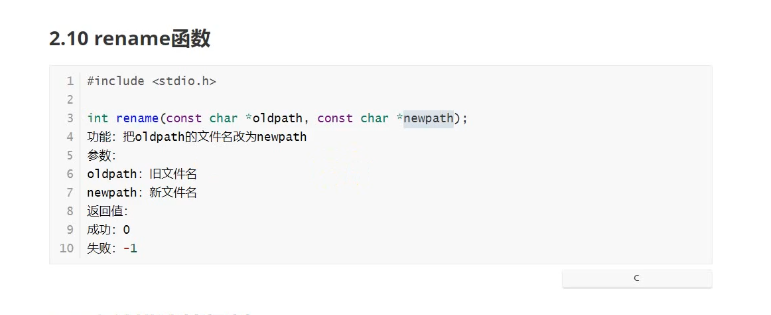 2.10 rename函数
1 #include <stdio.h>
2
3 int rename(const char *oldpath, const char *newpath);
4 功能：把oldpath的文件名改为newpath
5 参数：
6 oldpath：旧文件名
7 newpath：新文件名
8 返回值：
9 成功：0
10 失败：-1
C